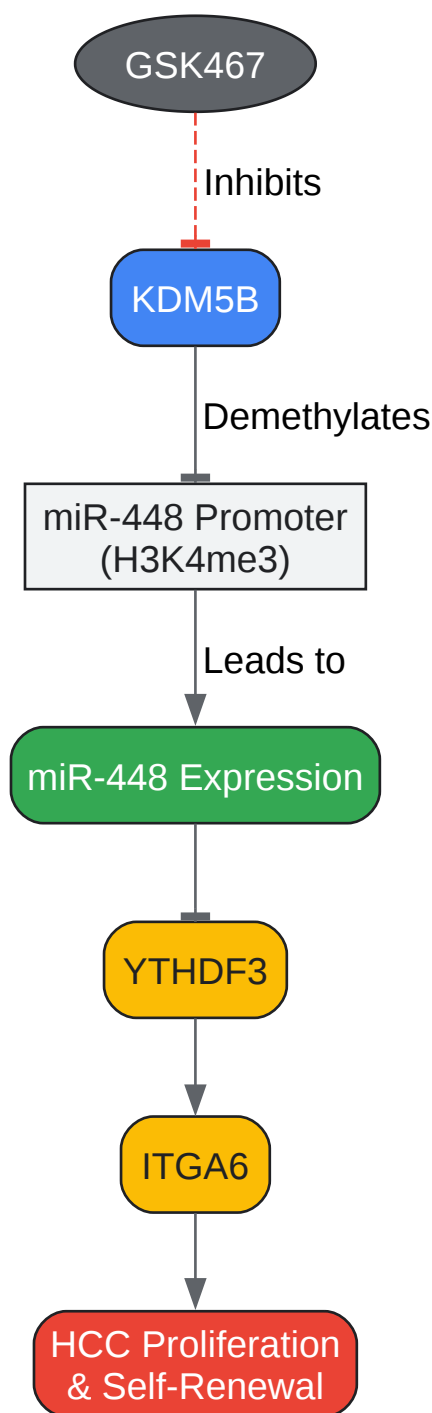 GSK467
Inhibits
KDM5B
Demethylates
miR-448 Promoter
(H3K4me3)
Leads to
miR-448 Expression
YTHDF3
ITGA6
HCC Proliferation
& Self-Renewal